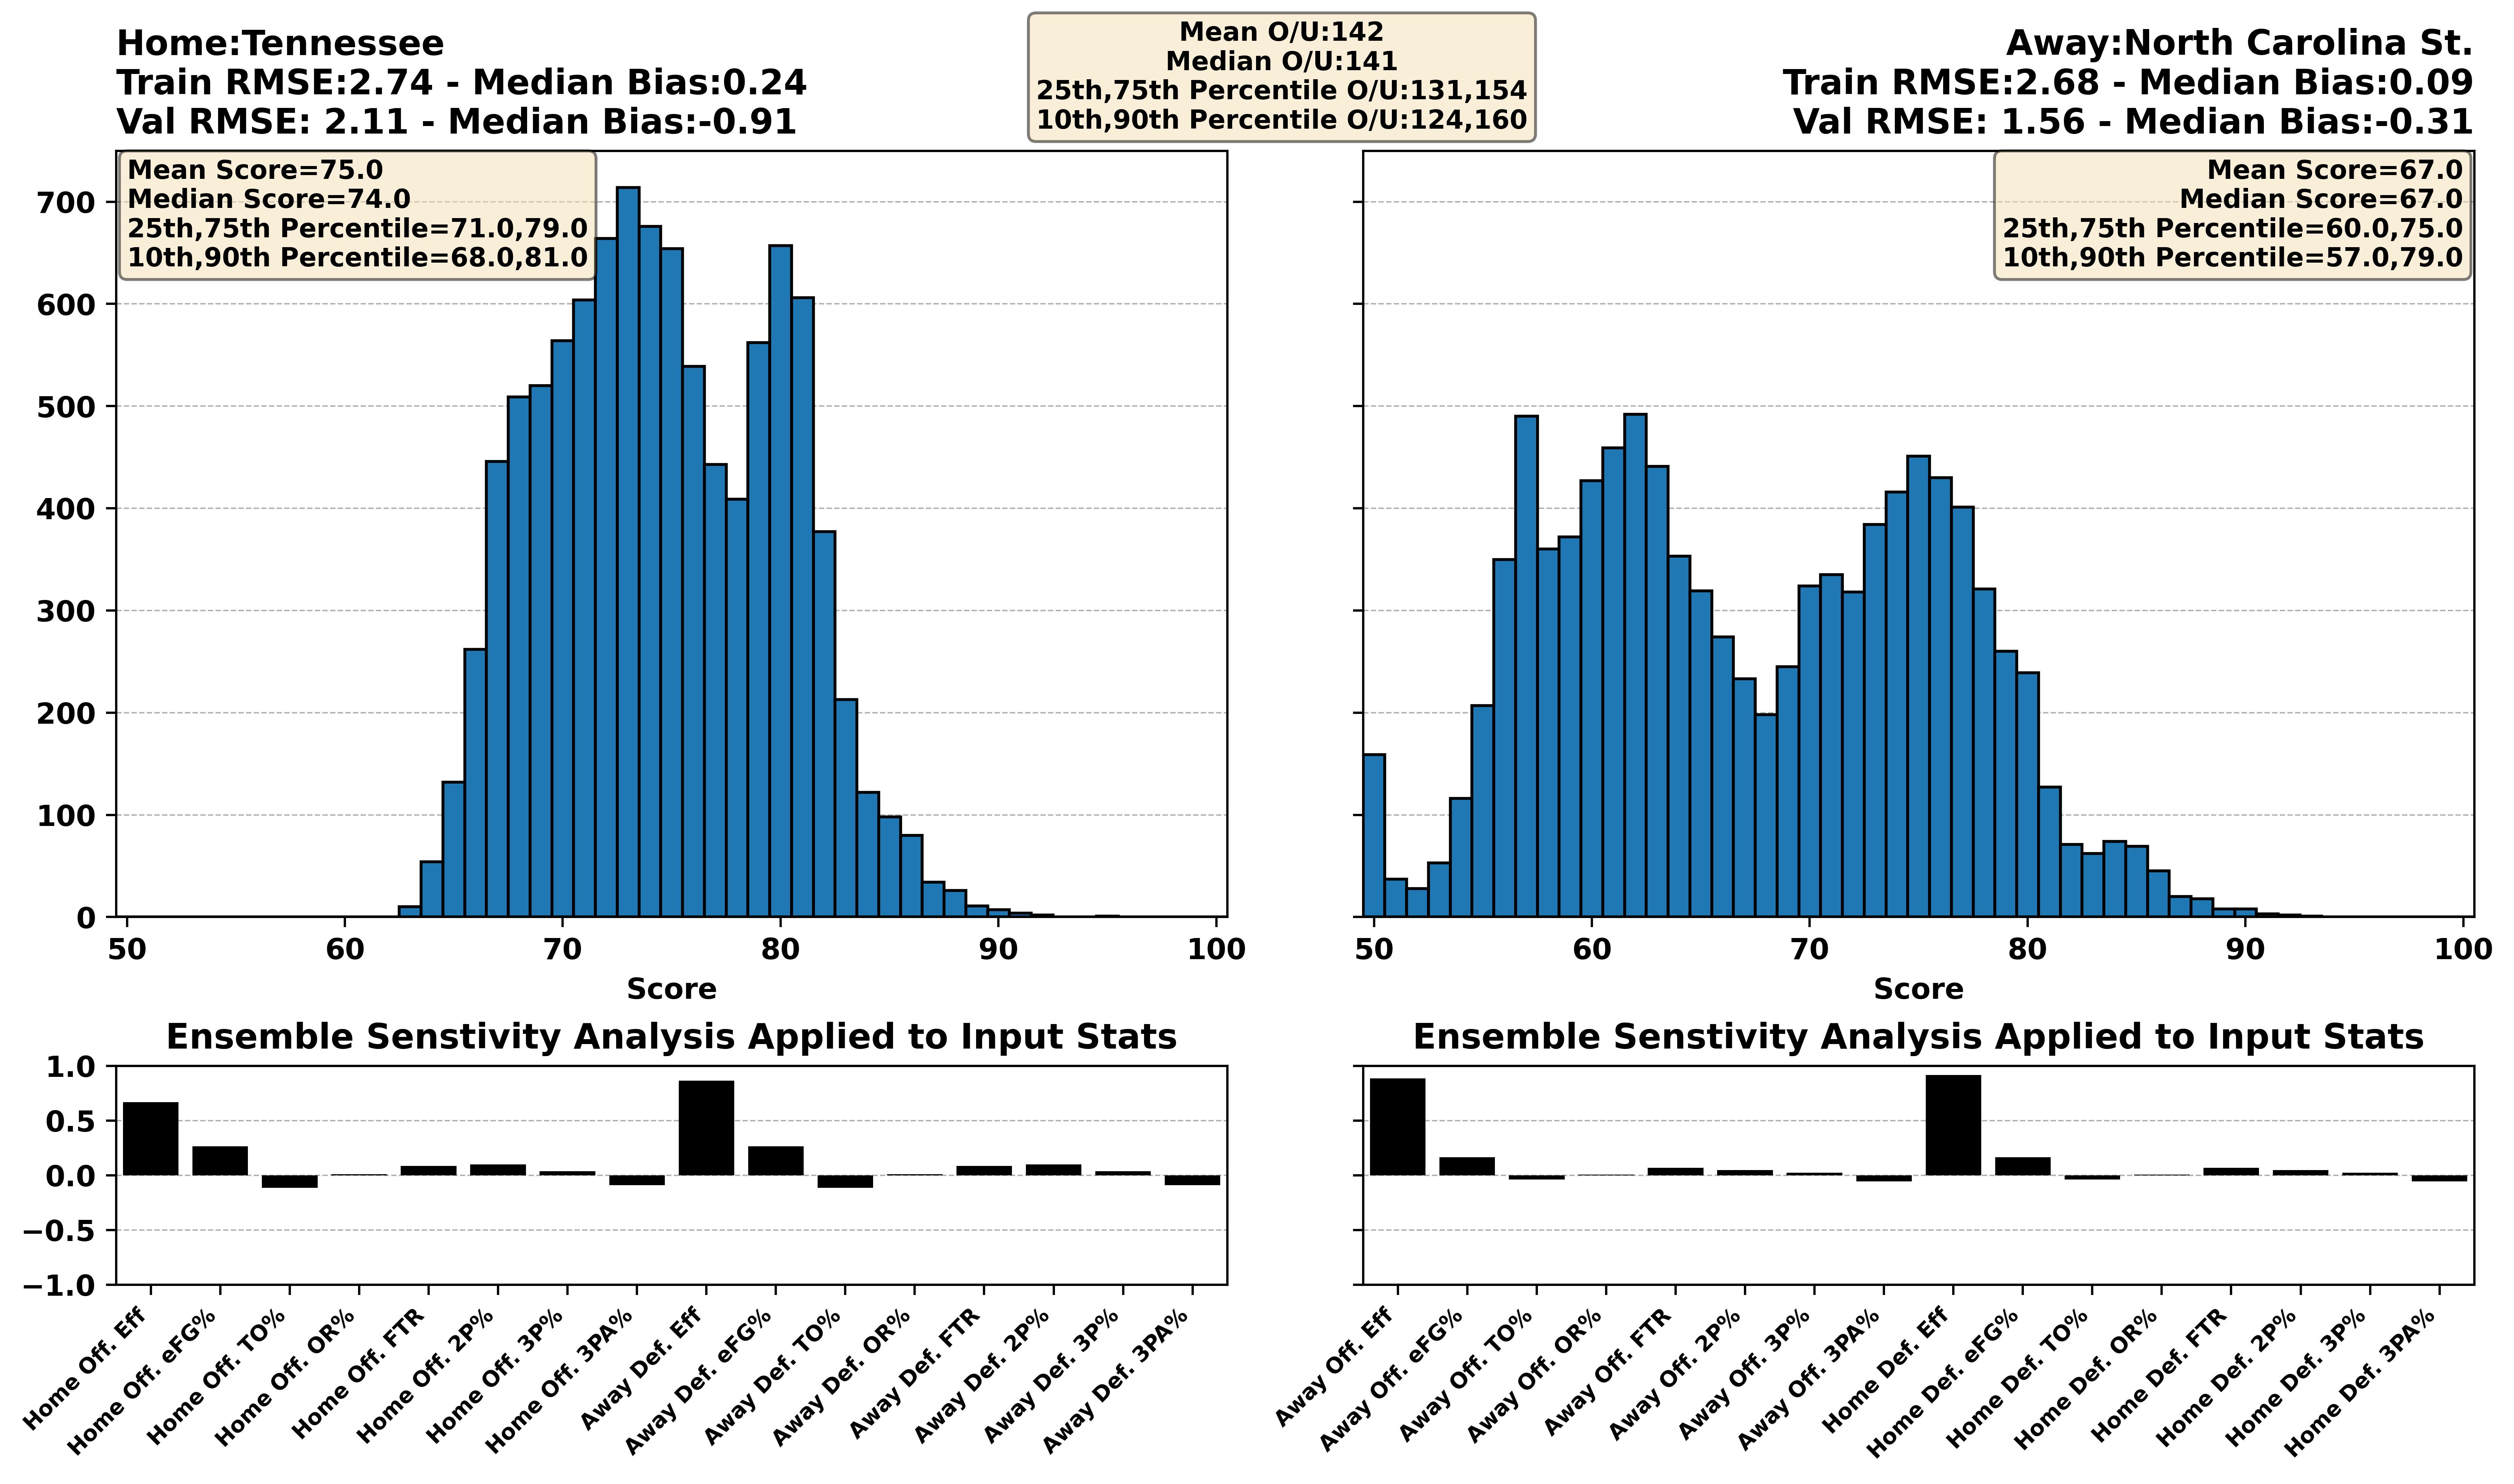 Mean O/U:142
Median O/U:141
25th,75th Percentile O/U:131,154
10th,90th Percentile O/U:124,160
Home:Tennessee
Train RMSE:2.74 - Median Bias:0.24
Val RMSE: 2.11 - Median Bias:-0.91
Away:North Carolina St.
Train RMSE:2.68 - Median Bias:0.09
Val RMSE: 1.56 - Median Bias:-0.31
Mean Score=75.0
Median Score=74.0
25th,75th Percentile=71.0,79.0
10th,90th Percentile=68.0,81.0
700
600
500
400
300
200
100
0
50 60 70 80 90 100
Score
Mean Score=67.0
Median Score=67.0
25th,75th Percentile=60.0,75.0
10th,90th Percentile=57.0,79.0
50 60 70 80 90 100
Score
Ensemble Senstivity Analysis Applied to Input Stats
1.0
0.5
0.0
−0.5
−1.0
Home Off. Eff
Home Off. eFG%
Home Off. TO%
Home Off. OR%
Home Off. FTR
Home Off. 2P%
Home Off. 3P%
Home Off. 3PA%
Away Def. Eff
Away Def. eFG%
Away Def. TO%
Away Def. OR%
Away Def. FTR
Away Def. 2P%
Away Def. 3P%
Away Def. 3PA%
Ensemble Senstivity Analysis Applied to Input Stats
Away Off. Eff
Away Off. eFG%
Away Off. TO%
Away Off. OR%
Away Off. FTR
Away Off. 2P%
Away Off. 3P%
Away Off. 3PA%
Home Def. Eff
Home Def. eFG%
Home Def. TO%
Home Def. OR%
Home Def. FTR
Home Def. 2P%
Home Def. 3P%
Home Def. 3PA%